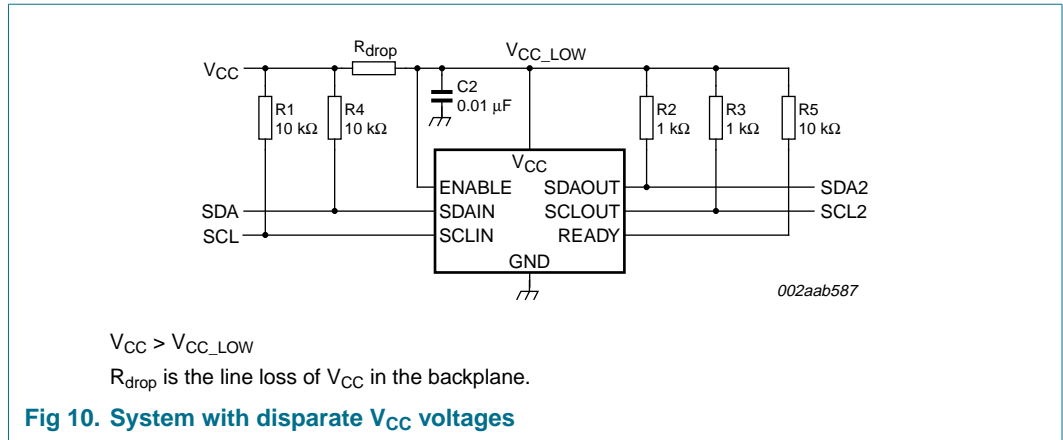 Rdrop
VCC
VCC_LOW
C2
0.01 μF
R1
10 kΩ
R4
10 kΩ
R2
1 kΩ
R3
1 kΩ
R5
10 kΩ
VCC
ENABLE
SDAOUT
SDA2
SDA
SDAIN
SCLOUT
SCL2
SCL
SCLIN
READY
GND
002aab587
VCC > VCC_LOW
Rdrop is the line loss of VCC in the backplane.
Fig 10. System with disparate VCC voltages